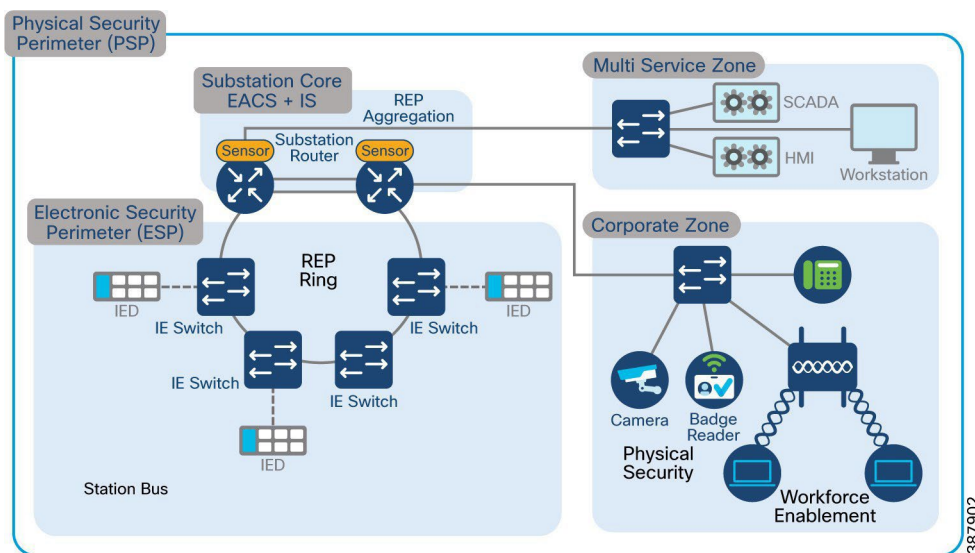 Physical Security
Perimeter (PSP)
Substation Core
EACS + IS
REP
Aggregation
Substation
Router
Sensor
Sensor
Multi Service Zone
SCADA
HMI
Workstation
Electronic Security
Perimeter (ESP)
REP
Ring
IED
IE Switch
IE Switch
IED
IE Switch
IE Switch
IED
Station Bus
Corporate Zone
Camera
Badge
Reader
Physical
Security
Workforce
Enablement
387902